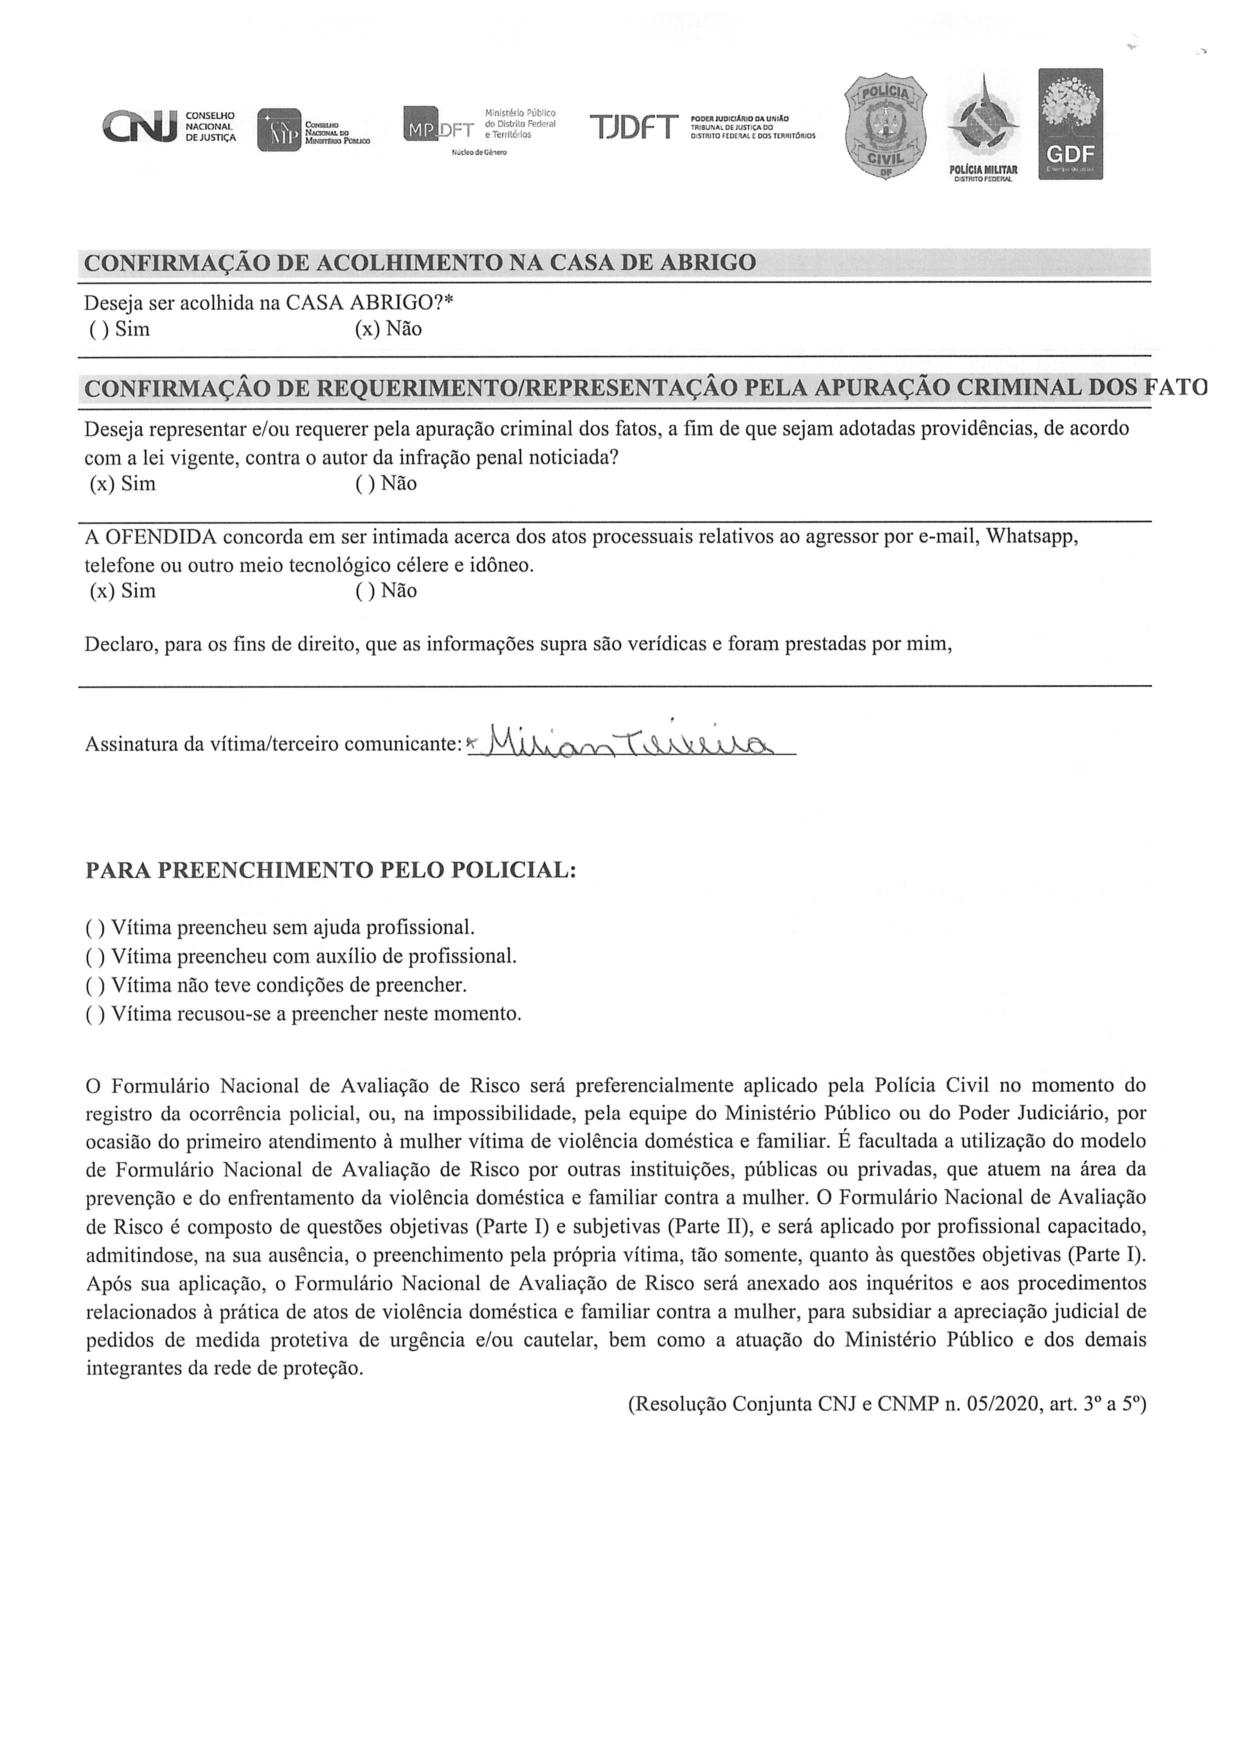 CNJ CONSELHO NACIONAL DE JUSTIÇA
CNMP CONSELHO NACIONAL DO MINISTÉRIO PÚBLICO
MPDFT Ministério Público do Distrito Federal e Territórios
Núcleo de Gênero
TJDFT PODER JUDICIÁRIO DA UNIÃO TRIBUNAL DE JUSTIÇA DO DISTRITO FEDERAL E DOS TERRITÓRIOS
POLÍCIA CIVIL DF
POLÍCIA MILITAR DISTRITO FEDERAL
GDF
CONFIRMAÇÃO DE ACOLHIMENTO NA CASA DE ABRIGO
Deseja ser acolhida na CASA ABRIGO?*
( ) Sim (x) Não
CONFIRMAÇÂO DE REQUERIMENTO/REPRESENTAÇÂO PELA APURAÇÃO CRIMINAL DOS FATO
Deseja representar e/ou requerer pela apuração criminal dos fatos, a fim de que sejam adotadas providências, de acordo
com a lei vigente, contra o autor da infração penal noticiada?
(x) Sim ( ) Não
A OFENDIDA concorda em ser intimada acerca dos atos processuais relativos ao agressor por e-mail, Whatsapp,
telefone ou outro meio tecnológico célere e idôneo.
(x) Sim ( ) Não
Declaro, para os fins de direito, que as informações supra são verídicas e foram prestadas por mim,
Assinatura da vítima/terceiro comunicante: x Mirian Teixeira
PARA PREENCHIMENTO PELO POLICIAL:
( ) Vítima preencheu sem ajuda profissional.
( ) Vítima preencheu com auxílio de profissional.
( ) Vítima não teve condições de preencher.
( ) Vítima recusou-se a preencher neste momento.
O Formulário Nacional de Avaliação de Risco será preferencialmente aplicado pela Polícia Civil no momento do
registro da ocorrência policial, ou, na impossibilidade, pela equipe do Ministério Público ou do Poder Judiciário, por
ocasião do primeiro atendimento à mulher vítima de violência doméstica e familiar. É facultada a utilização do modelo
de Formulário Nacional de Avaliação de Risco por outras instituições, públicas ou privadas, que atuem na área da
prevenção e do enfrentamento da violência doméstica e familiar contra a mulher. O Formulário Nacional de Avaliação
de Risco é composto de questões objetivas (Parte I) e subjetivas (Parte II), e será aplicado por profissional capacitado,
admitindose, na sua ausência, o preenchimento pela própria vítima, tão somente, quanto às questões objetivas (Parte I).
Após sua aplicação, o Formulário Nacional de Avaliação de Risco será anexado aos inquéritos e aos procedimentos
relacionados à prática de atos de violência doméstica e familiar contra a mulher, para subsidiar a apreciação judicial de
pedidos de medida protetiva de urgência e/ou cautelar, bem como a atuação do Ministério Público e dos demais
integrantes da rede de proteção.
(Resolução Conjunta CNJ e CNMP n. 05/2020, art. 3º a 5º)